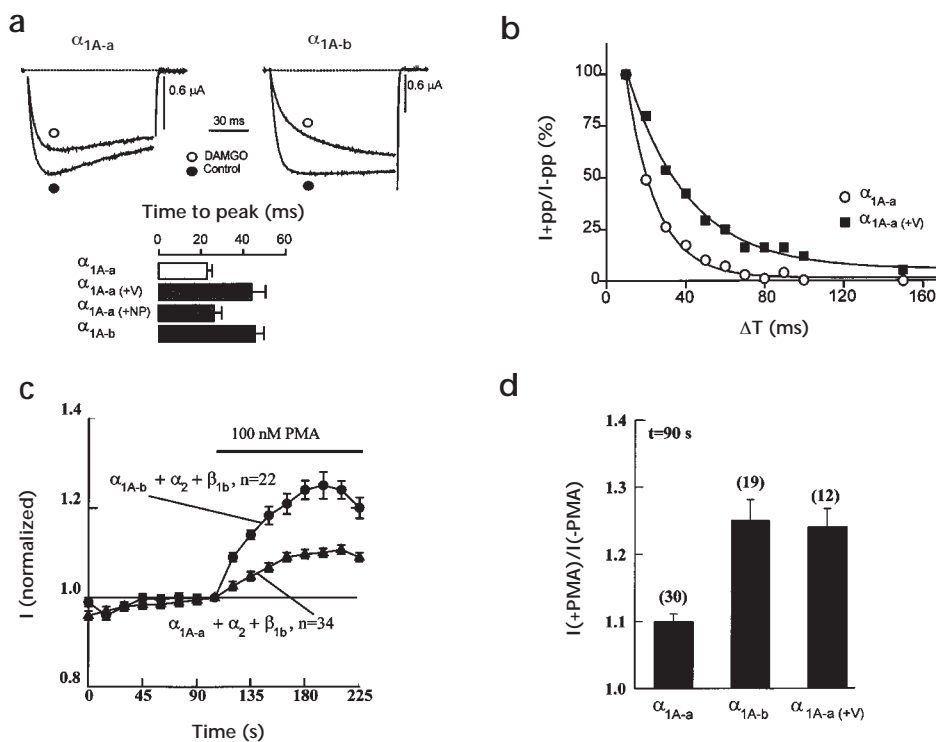 a
α1A-a
α1A-b
0.6 µA
0.6 µA
30 ms
DAMGO
Control
Time to peak (ms)
0 20 40 60
α1A-a
α1A-a (+V)
α1A-a (+NP)
α1A-b
b
I+pp/I-pp (%)
100
75
50
25
0
0 40 80 120 160
ΔT (ms)
α1A-a
α1A-a (+V)
c
I (normalized)
1.4
1.2
1.0
0.8
100 nM PMA
α1A-b + α2 + β1b, n=22
α1A-a + α2 + β1b, n=34
0 45 90 135 180 225
Time (s)
d
I(+PMA)/I(-PMA)
1.4
1.3
1.2
1.1
1.0
t=90 s
(30)
(19)
(12)
α1A-a
α1A-b
α1A-a (+V)